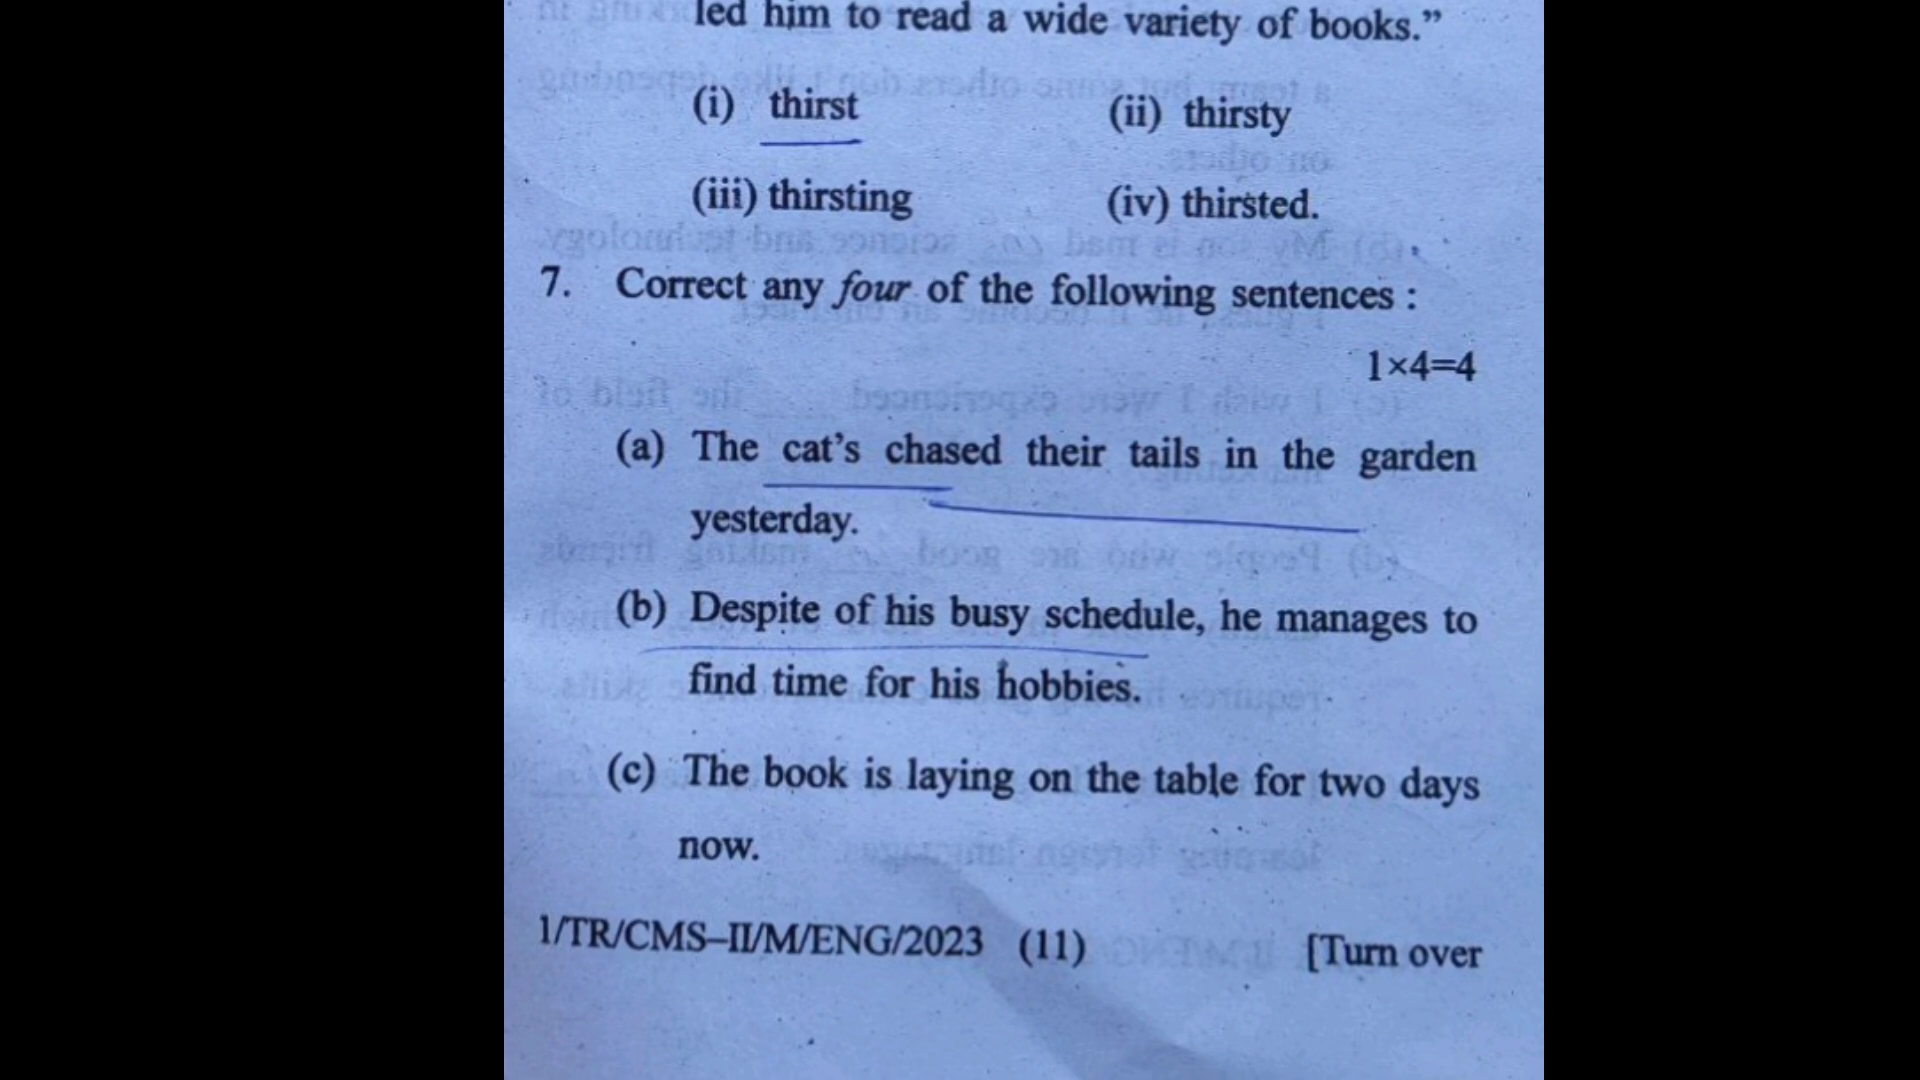 led him to read a wide variety of books.”
(i) thirst (ii) thirsty
(iii) thirsting (iv) thirsted.
7. Correct any four of the following sentences :
1×4=4
(a) The cat’s chased their tails in the garden
yesterday.
(b) Despite of his busy schedule, he manages to
find time for his hobbies.
(c) The book is laying on the table for two days
now.
1/TR/CMS–II/M/ENG/2023 (11) [Turn over